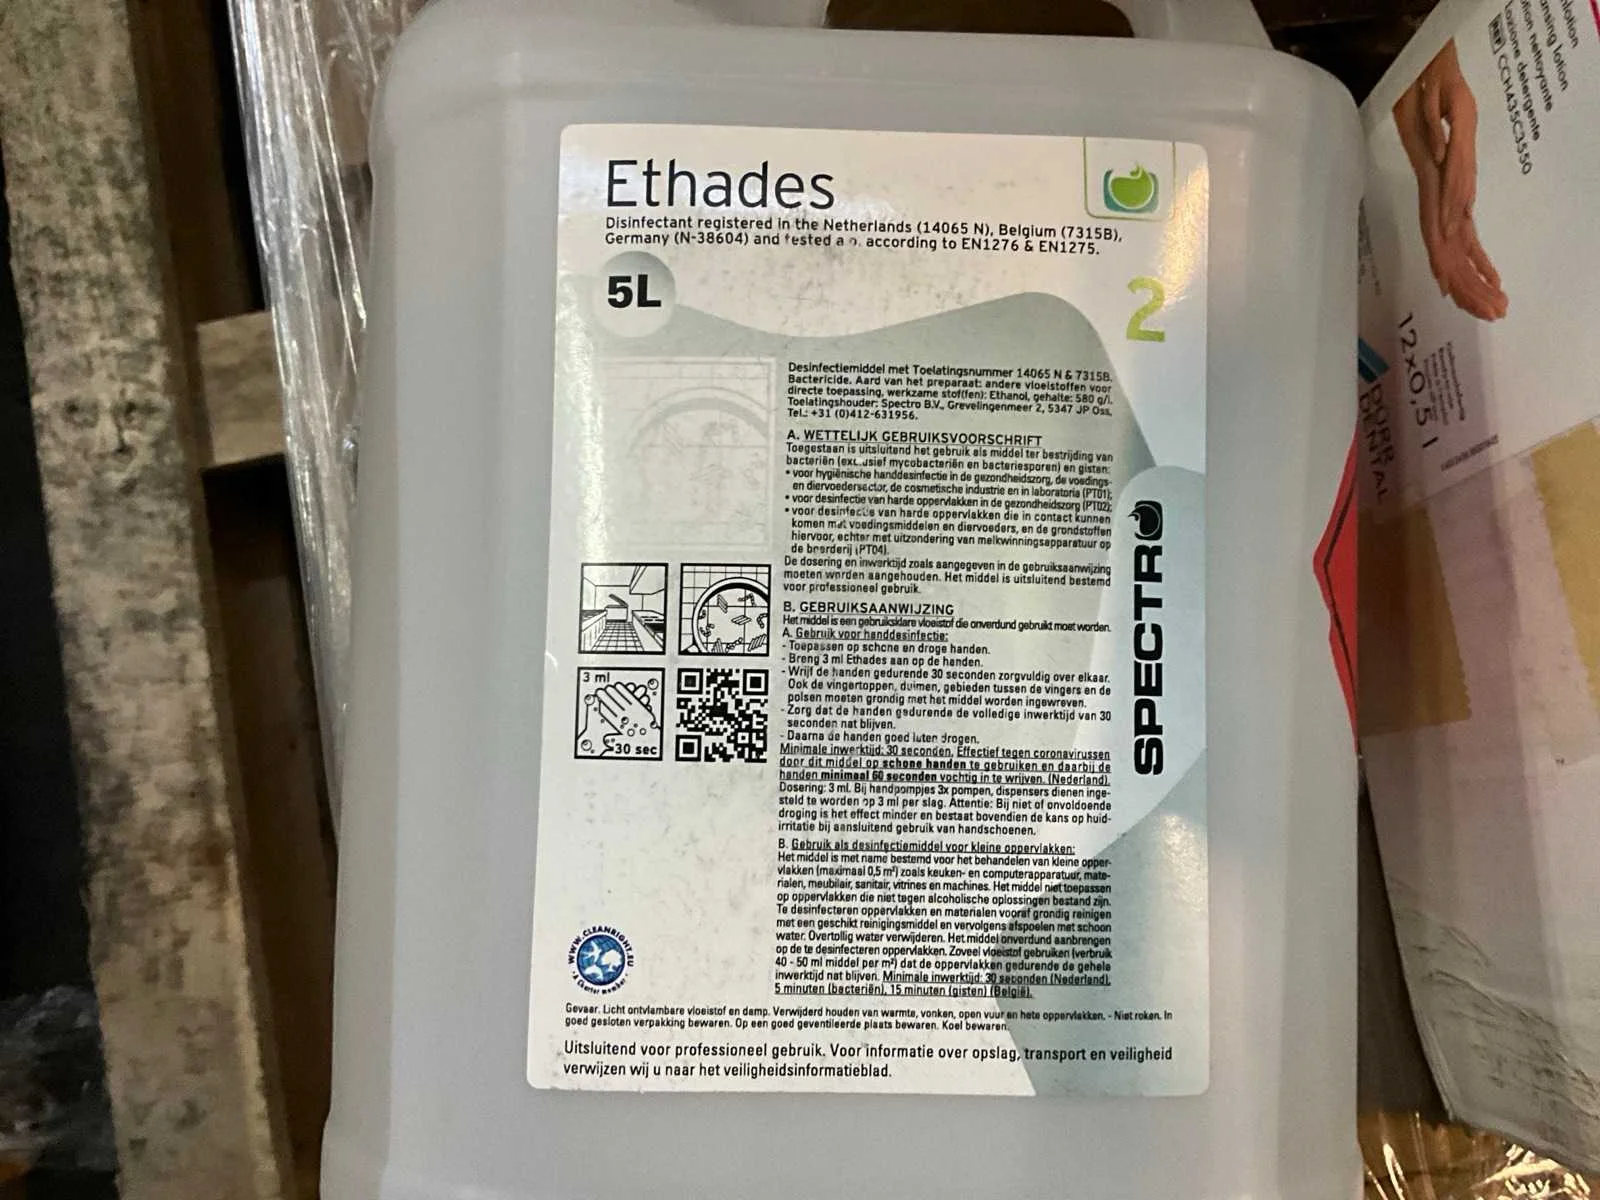 Ethades
Disinfectant registered in the Netherlands (14065 N), Belgium (7315B),
Germany (N-38604) and tested a.o. according to EN1276 & EN1275.
5L
2
Desinfectiemiddel met Toelatingsnummer 14065 N & 7315B.
Bactericide. Aard van het preparaat: andere vloeistoffen voor
directe toepassing, werkzame stof(fen): Ethanol, gehalte: 580 g/l.
Toelatingshouder: Spectro B.V., Grevelingenmeer 2, 5347 JP Oss,
Tel.: +31 (0)412-631956.
A. WETTELIJK GEBRUIKSVOORSCHRIFT
Toegestaan is uitsluitend het gebruik als middel ter bestrijding van
bacteriën (exclusief mycobacteriën en bacteriesporen) en gisten:
• voor hygiënische handdesinfectie in de gezondheidszorg, de voedings-
en diervoedersector, de cosmetische industrie en in laboratoria (PT01);
• voor desinfectie van harde oppervlakken in de gezondheidszorg (PT02);
• voor desinfectie van harde oppervlakken die in contact kunnen
komen met voedingsmiddelen en diervoeders, en de grondstoffen
hiervoor, echter met uitzondering van melkwinningsapparatuur op
de boerderij (PT04).
De dosering en inwerktijd zoals aangegeven in de gebruiksaanwijzing
moeten worden aangehouden. Het middel is uitsluitend bestemd
voor professioneel gebruik.
B. GEBRUIKSAANWIJZING
Het middel is een gebruiksklare vloeistof die onverdund gebruikt moet worden.
A. Gebruik voor handdesinfectie:
- Toepassen op schone en droge handen.
- Breng 3 ml Ethades aan op de handen.
- Wrijf de handen gedurende 30 seconden zorgvuldig over elkaar.
Ook de vingertoppen, duimen, gebieden tussen de vingers en de
polsen moeten grondig met het middel worden ingewreven.
- Zorg dat de handen gedurende de volledige inwerktijd van 30
seconden nat blijven.
- Daarna de handen goed laten drogen.
Minimale inwerktijd: 30 seconden. Effectief tegen coronavirussen
door dit middel op schone handen te gebruiken en daarbij de
handen minimaal 60 seconden vochtig in te wrijven. (Nederland).
Dosering: 3 ml. Bij handpompjes 3x pompen, dispensers dienen inge-
steld te worden op 3 ml per slag. Attentie: Bij niet of onvoldoende
droging is het effect minder en bestaat bovendien de kans op huid-
irritatie bij aansluitend gebruik van handschoenen.
B. Gebruik als desinfectiemiddel voor kleine oppervlakken:
Het middel is met name bestemd voor het behandelen van kleine opper-
vlakken (maximaal 0,5 m²) zoals keuken- en computerapparatuur, mate-
rialen, meubilair, sanitair, vitrines en machines. Het middel niet toepassen
op oppervlakken die niet tegen alcoholische oplossingen bestand zijn.
Te desinfecteren oppervlakken en materialen vooraf grondig reinigen
met een geschikt reinigingsmiddel en vervolgens afspoelen met schoon
water. Overtollig water verwijderen. Het middel onverdund aanbrengen
op de te desinfecteren oppervlakken. Zoveel vloeistof gebruiken (verbruik
40 - 50 ml middel per m²) dat de oppervlakken gedurende de gehele
inwerktijd nat blijven. Minimale inwerktijd: 30 seconden (Nederland),
5 minuten (bacteriën), 15 minuten (gisten) (België).
3 ml
30 sec
SPECTRO
WWW.CLEANRIGHT.EU
A Charter member
Gevaar. Licht ontvlambare vloeistof en damp. Verwijderd houden van warmte, vonken, open vuur en hete oppervlakken. - Niet roken. In
goed gesloten verpakking bewaren. Op een goed geventileerde plaats bewaren. Koel bewaren.
Uitsluitend voor professioneel gebruik. Voor informatie over opslag, transport en veiligheid
verwijzen wij u naar het veiligheidsinformatieblad.
lotion
lotion nettoyante
Lozione detergente
REF CCH435C3550
12x0,5 l
DÜRR
DENTAL